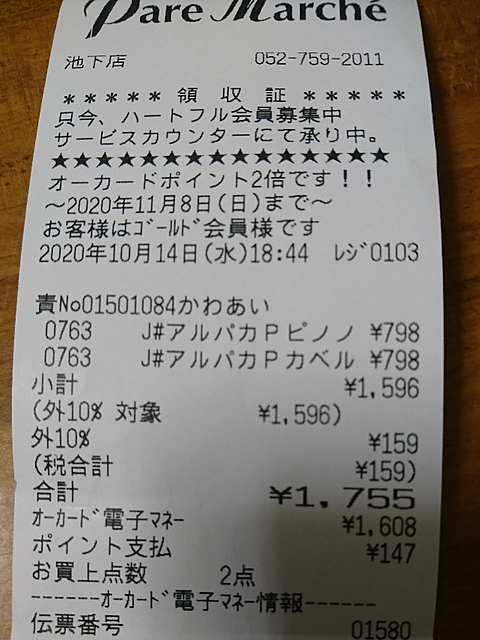 Pare Marché
池下店 052-759-2011
＊＊＊＊＊ 領 収 証 ＊＊＊＊＊
只今、ハートフル会員募集中
サービスカウンターにて承り中。
★★★★★★★★★★★★★★★
オーカードポイント2倍です！！
～2020年11月8日(日)まで～
お客様はｺﾞｰﾙﾄﾞ会員様です
2020年10月14日(水)18:44 ﾚｼﾞ0103
責No01501084かわあい
0763 J#アルパカＰピノノ ¥798
0763 J#アルパカＰカベル ¥798
小計 ¥1,596
(外10% 対象 ¥1,596)
外10% ¥159
(税合計 ¥159)
合計 ¥1,755
ｵｰｶｰﾄﾞ電子ﾏﾈｰ ¥1,608
ポイント支払 ¥147
お買上点数 2点
------ｵｰｶｰﾄﾞ電子ﾏﾈｰ情報------
伝票番号 01580